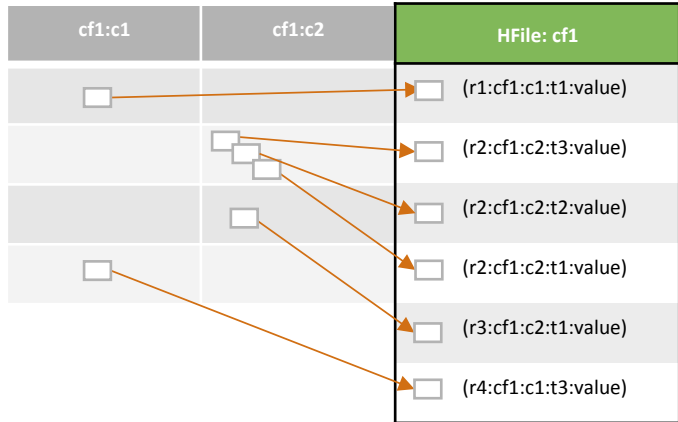 cf1:c1
cf1:c2
HFile: cf1
(r1:cf1:c1:t1:value)
(r2:cf1:c2:t3:value)
(r2:cf1:c2:t2:value)
(r2:cf1:c2:t1:value)
(r3:cf1:c2:t1:value)
(r4:cf1:c1:t3:value)